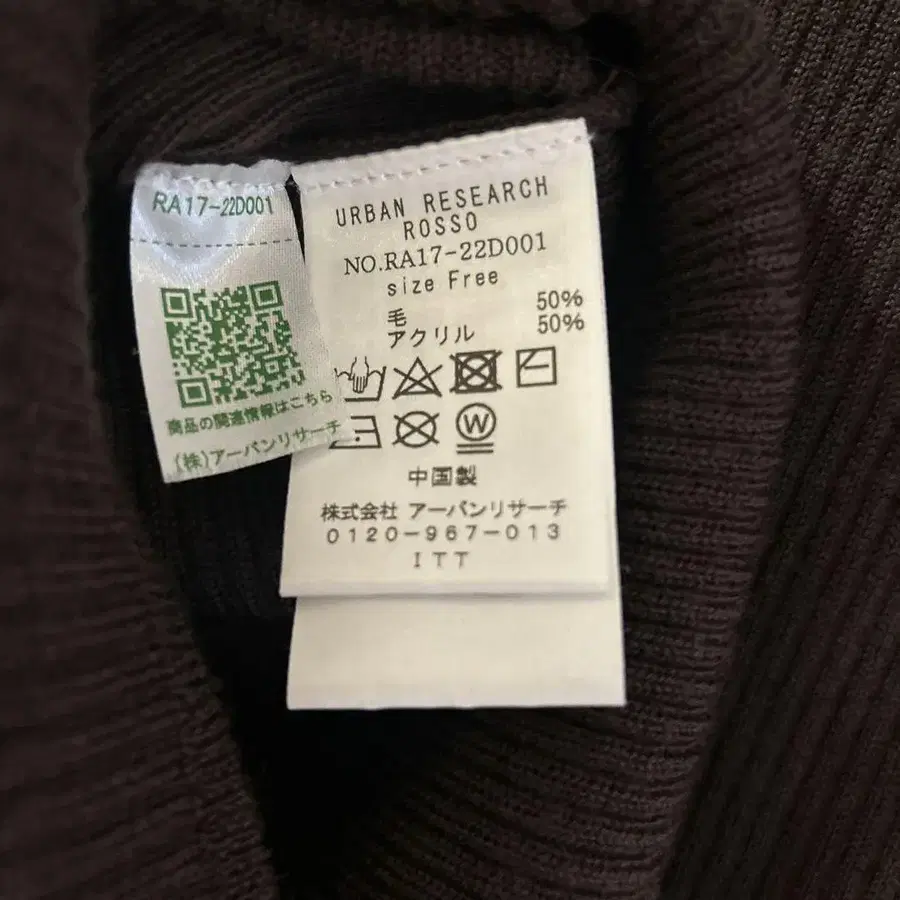 RA17-22D001
商品の関連情報はこちら
(株)アーバンリサーチ
URBAN RESEARCH
ROSSO
NO.RA17-22D001
size Free
毛 50%
アクリル 50%
W
中国製
株式会社 アーバンリサーチ
0120-967-013
ITT